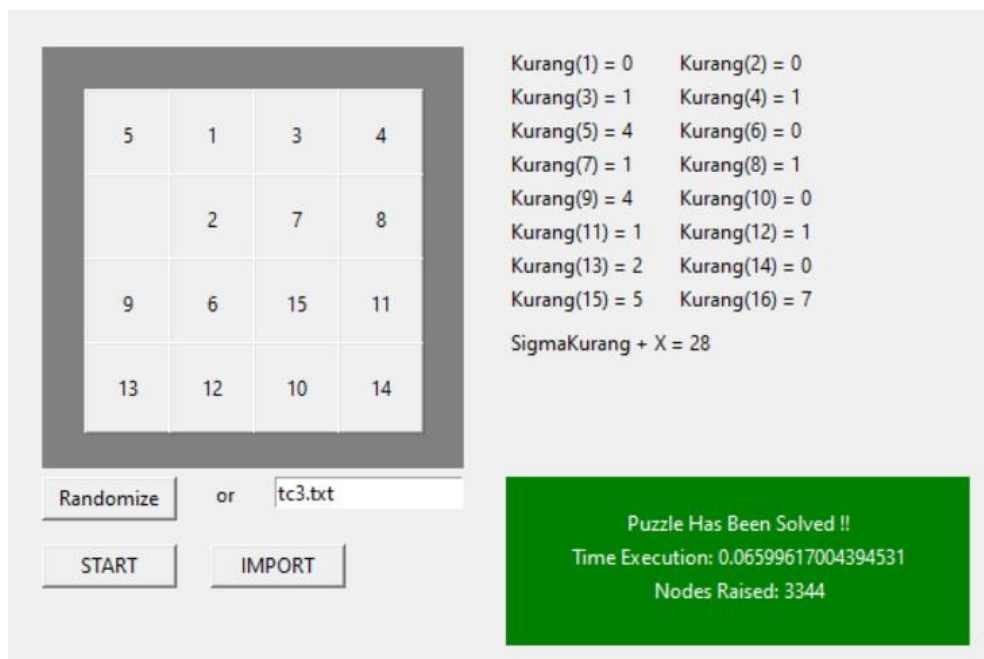 5 1 3 4
2 7 8
9 6 15 11
13 12 10 14
Randomize or tc3.txt
START IMPORT
Kurang(1) = 0 Kurang(2) = 0
Kurang(3) = 1 Kurang(4) = 1
Kurang(5) = 4 Kurang(6) = 0
Kurang(7) = 1 Kurang(8) = 1
Kurang(9) = 4 Kurang(10) = 0
Kurang(11) = 1 Kurang(12) = 1
Kurang(13) = 2 Kurang(14) = 0
Kurang(15) = 5 Kurang(16) = 7
SigmaKurang + X = 28
Puzzle Has Been Solved !!
Time Execution: 0.06599617004394531
Nodes Raised: 3344